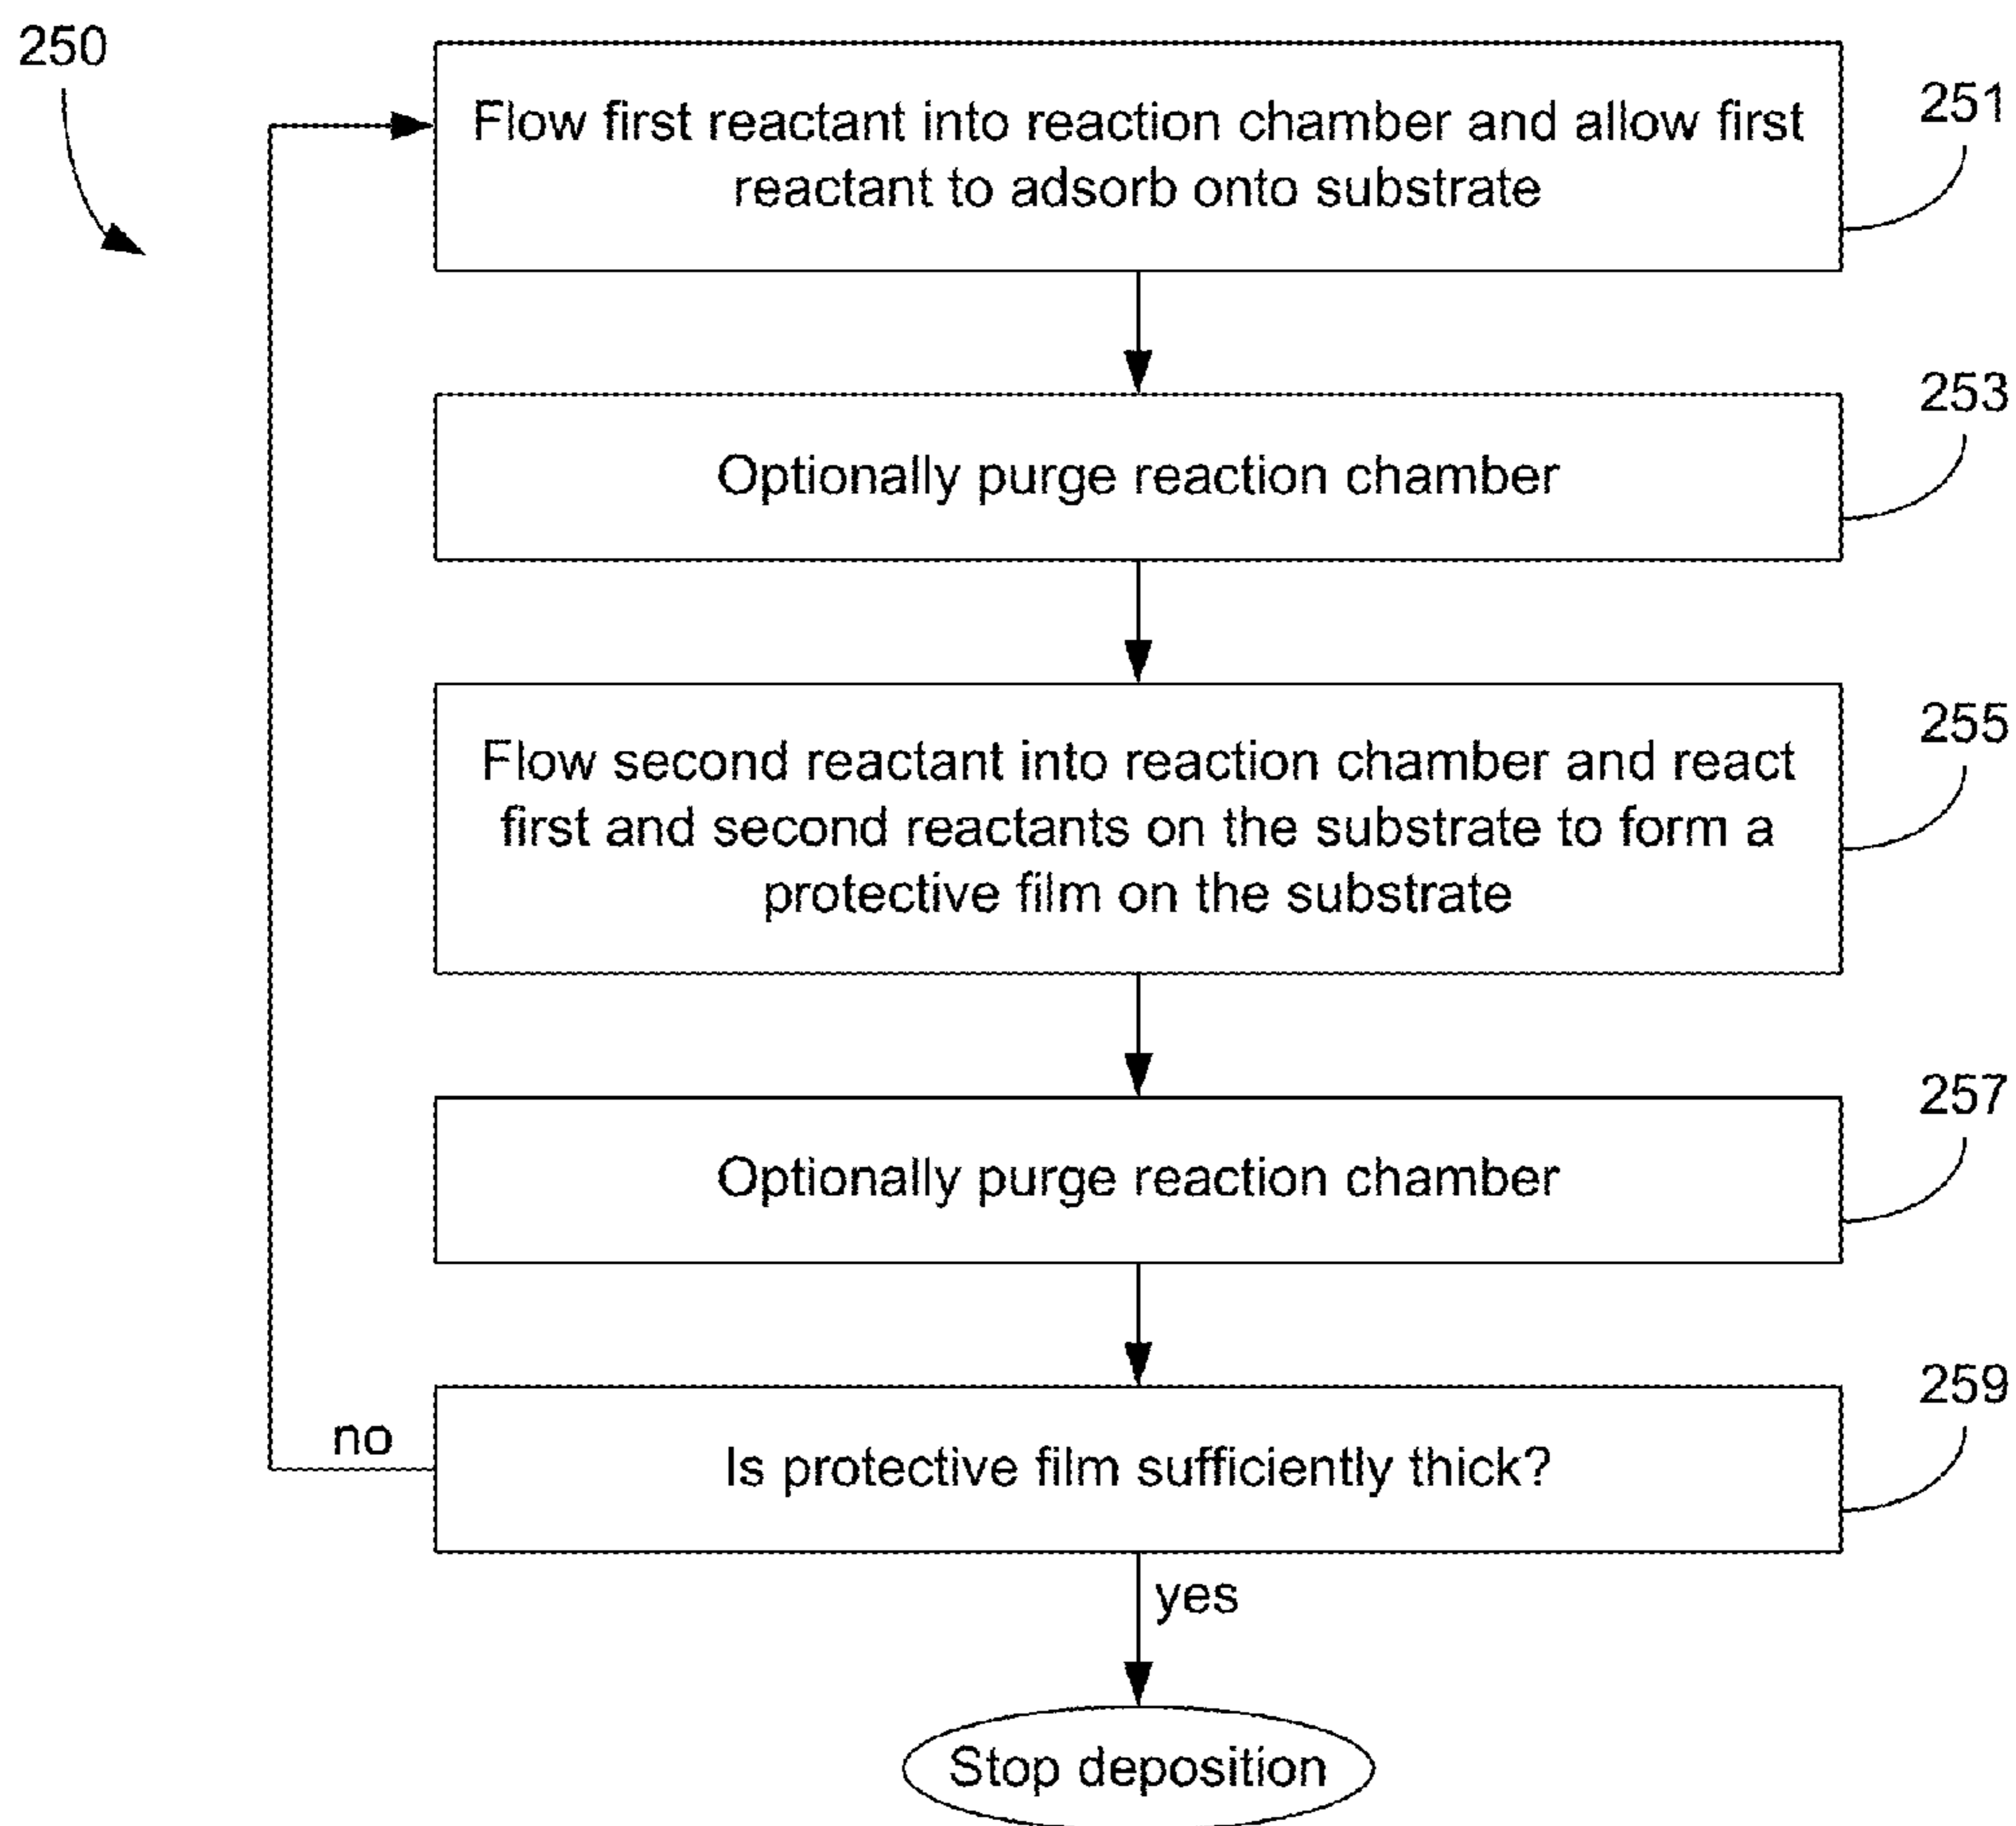 250
Flow first reactant into reaction chamber and allow first
reactant to adsorb onto substrate
251
Optionally purge reaction chamber
253
Flow second reactant into reaction chamber and react
first and second reactants on the substrate to form a
protective film on the substrate
255
Optionally purge reaction chamber
257
Is protective film sufficiently thick?
259
no
yes
Stop deposition